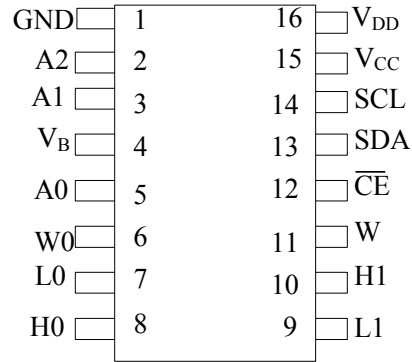 GND 1 16 VDD
A2 2 15 VCC
A1 3 14 SCL
VB 4 13 SDA
A0 5 12 C̅E̅
W0 6 11 W
L0 7 10 H1
H0 8 9 L1